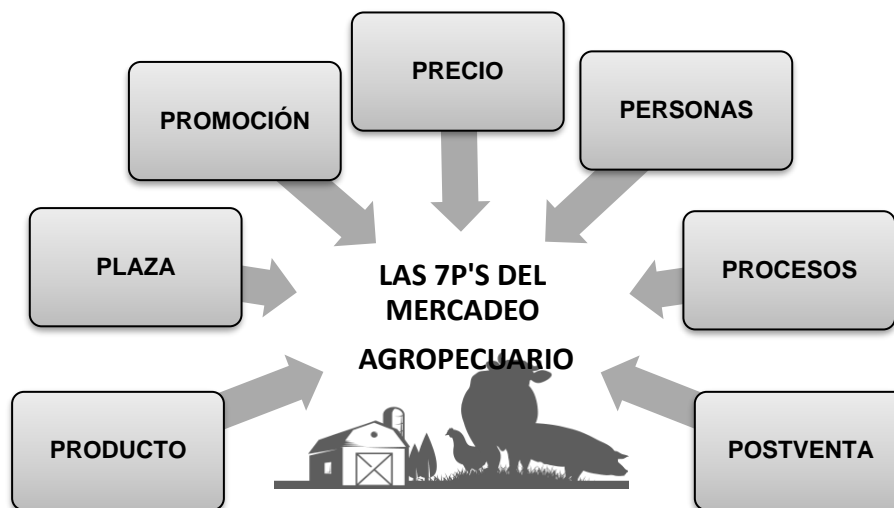 PRECIO
PROMOCIÓN
PERSONAS
PLAZA
LAS 7P'S DEL
MERCADEO
AGROPECUARIO
PROCESOS
PRODUCTO
POSTVENTA